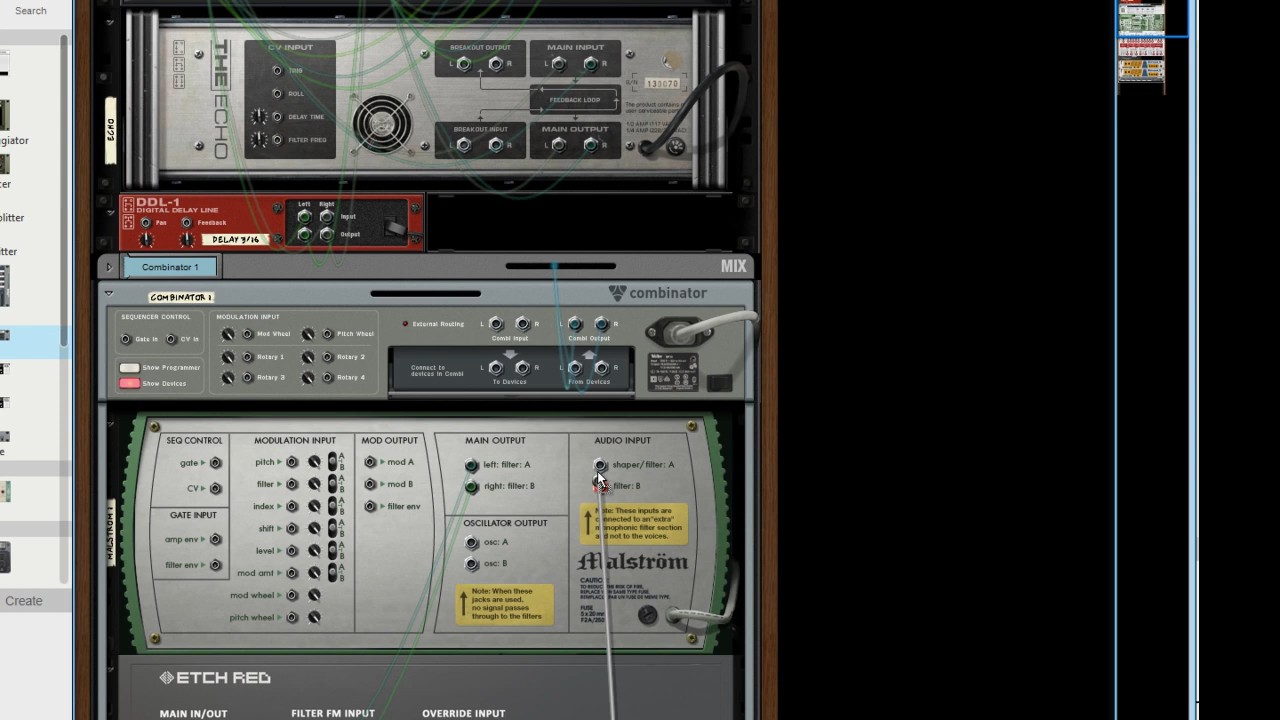 Search
ggiator
ter
plitter
itter
e
Create
THE ECHO
ECHO
CV INPUT
TRIG
ROLL
DELAY TIME
FILTER FREQ
BREAKOUT OUTPUT
L R
MAIN INPUT
L R
FEEDBACK LOOP
BREAKOUT INPUT
L R
MAIN OUTPUT
L R
S/N
130070
DDL-1
DIGITAL DELAY LINE
Pan
Feedback
DELAY 3/16
Left Right
Input
Output
Combinator 1
MIX
COMBINATOR 1
combinator
SEQUENCER CONTROL
Gate In
CV In
Show Programmer
Show Devices
MODULATION INPUT
Mod Wheel
Pitch Wheel
Rotary 1
Rotary 2
Rotary 3
Rotary 4
External Routing
L R
Combi Input
L R
Combi Output
Connect to
devices in Combi
L R
To Devices
L R
From Devices
MALSTROM 1
SEQ CONTROL
gate
CV
GATE INPUT
amp env
filter env
MODULATION INPUT
pitch
filter
index
shift
level
mod amt
mod wheel
pitch wheel
A
B
A
B
A
B
A
B
A
B
A
B
MOD OUTPUT
mod A
mod B
filter env
MAIN OUTPUT
left: filter: A
right: filter: B
OSCILLATOR OUTPUT
osc: A
osc: B
Note: When these
jacks are used,
no signal passes
through to the filters
AUDIO INPUT
shaper/filter: A
filter: B
Note: These inputs are
connected to an"extra"
monophonic filter section
and not to the voices.
Malström
CAUTION
FUSE
ETCH RED
MAIN IN/OUT
FILTER FM INPUT
OVERRIDE INPUT